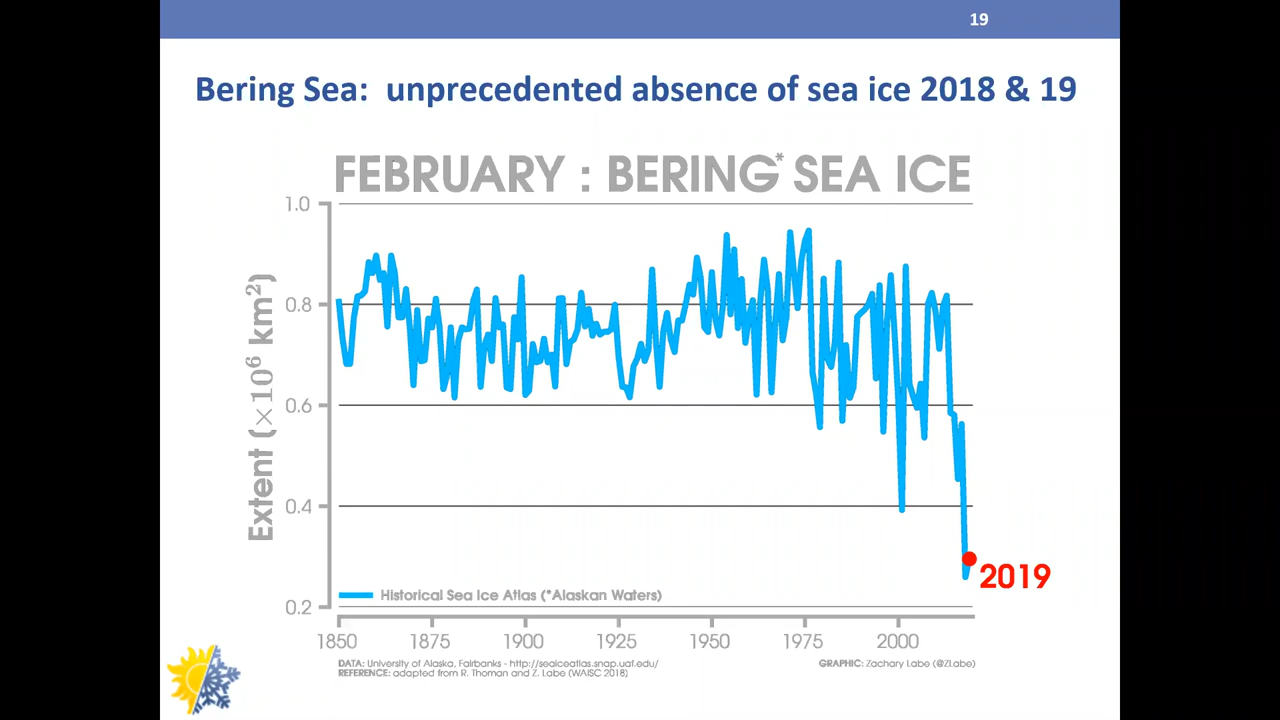 19
Bering Sea:  unprecedented absence of sea ice 2018 & 19
FEBRUARY : BERING* SEA ICE
Extent (×10⁶ km²)
1.0
0.8
0.6
0.4
0.2
2019
Historical Sea Ice Atlas (*Alaskan Waters)
1850 1875 1900 1925 1950 1975 2000
DATA: University of Alaska, Fairbanks - http://seaiceatlas.snap.uaf.edu/
REFERENCE: adapted from R. Thoman and Z. Labe (WAISC 2018)
GRAPHIC: Zachary Labe (@ZLabe)